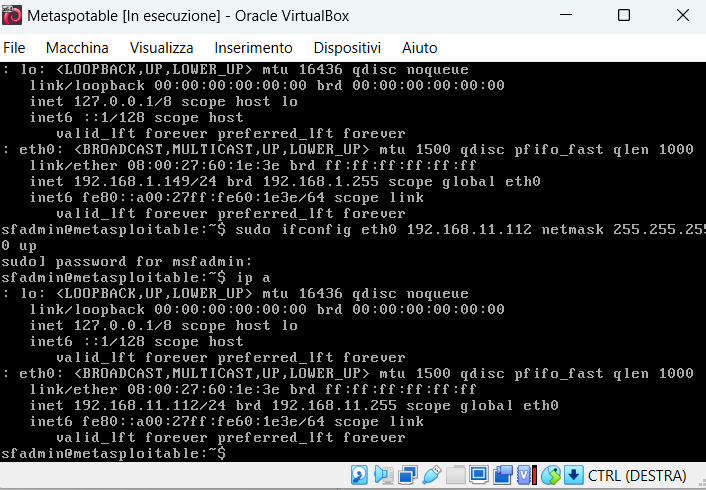 Metaspotable [In esecuzione] - Oracle VirtualBox
File Macchina Visualizza Inserimento Dispositivi Aiuto
: lo: <LOOPBACK,UP,LOWER_UP> mtu 16436 qdisc noqueue
link/loopback 00:00:00:00:00:00 brd 00:00:00:00:00:00
inet 127.0.0.1/8 scope host lo
inet6 ::1/128 scope host
valid_lft forever preferred_lft forever
: eth0: <BROADCAST,MULTICAST,UP,LOWER_UP> mtu 1500 qdisc pfifo_fast qlen 1000
link/ether 08:00:27:60:1e:3e brd ff:ff:ff:ff:ff:ff
inet 192.168.1.149/24 brd 192.168.1.255 scope global eth0
inet6 fe80::a00:27ff:fe60:1e3e/64 scope link
valid_lft forever preferred_lft forever
sfadmin@metasploitable:~$ sudo ifconfig eth0 192.168.11.112 netmask 255.255.255
0 up
sudo] password for msfadmin:
sfadmin@metasploitable:~$ ip a
: lo: <LOOPBACK,UP,LOWER_UP> mtu 16436 qdisc noqueue
link/loopback 00:00:00:00:00:00 brd 00:00:00:00:00:00
inet 127.0.0.1/8 scope host lo
inet6 ::1/128 scope host
valid_lft forever preferred_lft forever
: eth0: <BROADCAST,MULTICAST,UP,LOWER_UP> mtu 1500 qdisc pfifo_fast qlen 1000
link/ether 08:00:27:60:1e:3e brd ff:ff:ff:ff:ff:ff
inet 192.168.11.112/24 brd 192.168.11.255 scope global eth0
inet6 fe80::a00:27ff:fe60:1e3e/64 scope link
valid_lft forever preferred_lft forever
sfadmin@metasploitable:~$
CTRL (DESTRA)